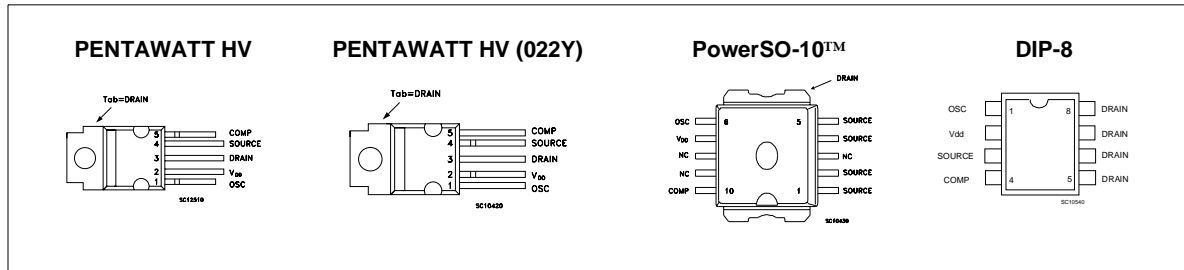 PENTAWATT HV
Tab=DRAIN
5 COMP
4 SOURCE
3 DRAIN
2 VDD
1 OSC
SC12510
PENTAWATT HV (022Y)
Tab=DRAIN
5 COMP
4 SOURCE
3 DRAIN
2 VDD
1 OSC
SC10420
PowerSO-10™
DRAIN
OSC 6 5 SOURCE
VDD SOURCE
NC NC
NC SOURCE
COMP 10 1 SOURCE
SC10430
DIP-8
OSC 1 8 DRAIN
Vdd DRAIN
SOURCE DRAIN
COMP 4 5 DRAIN
SC10540